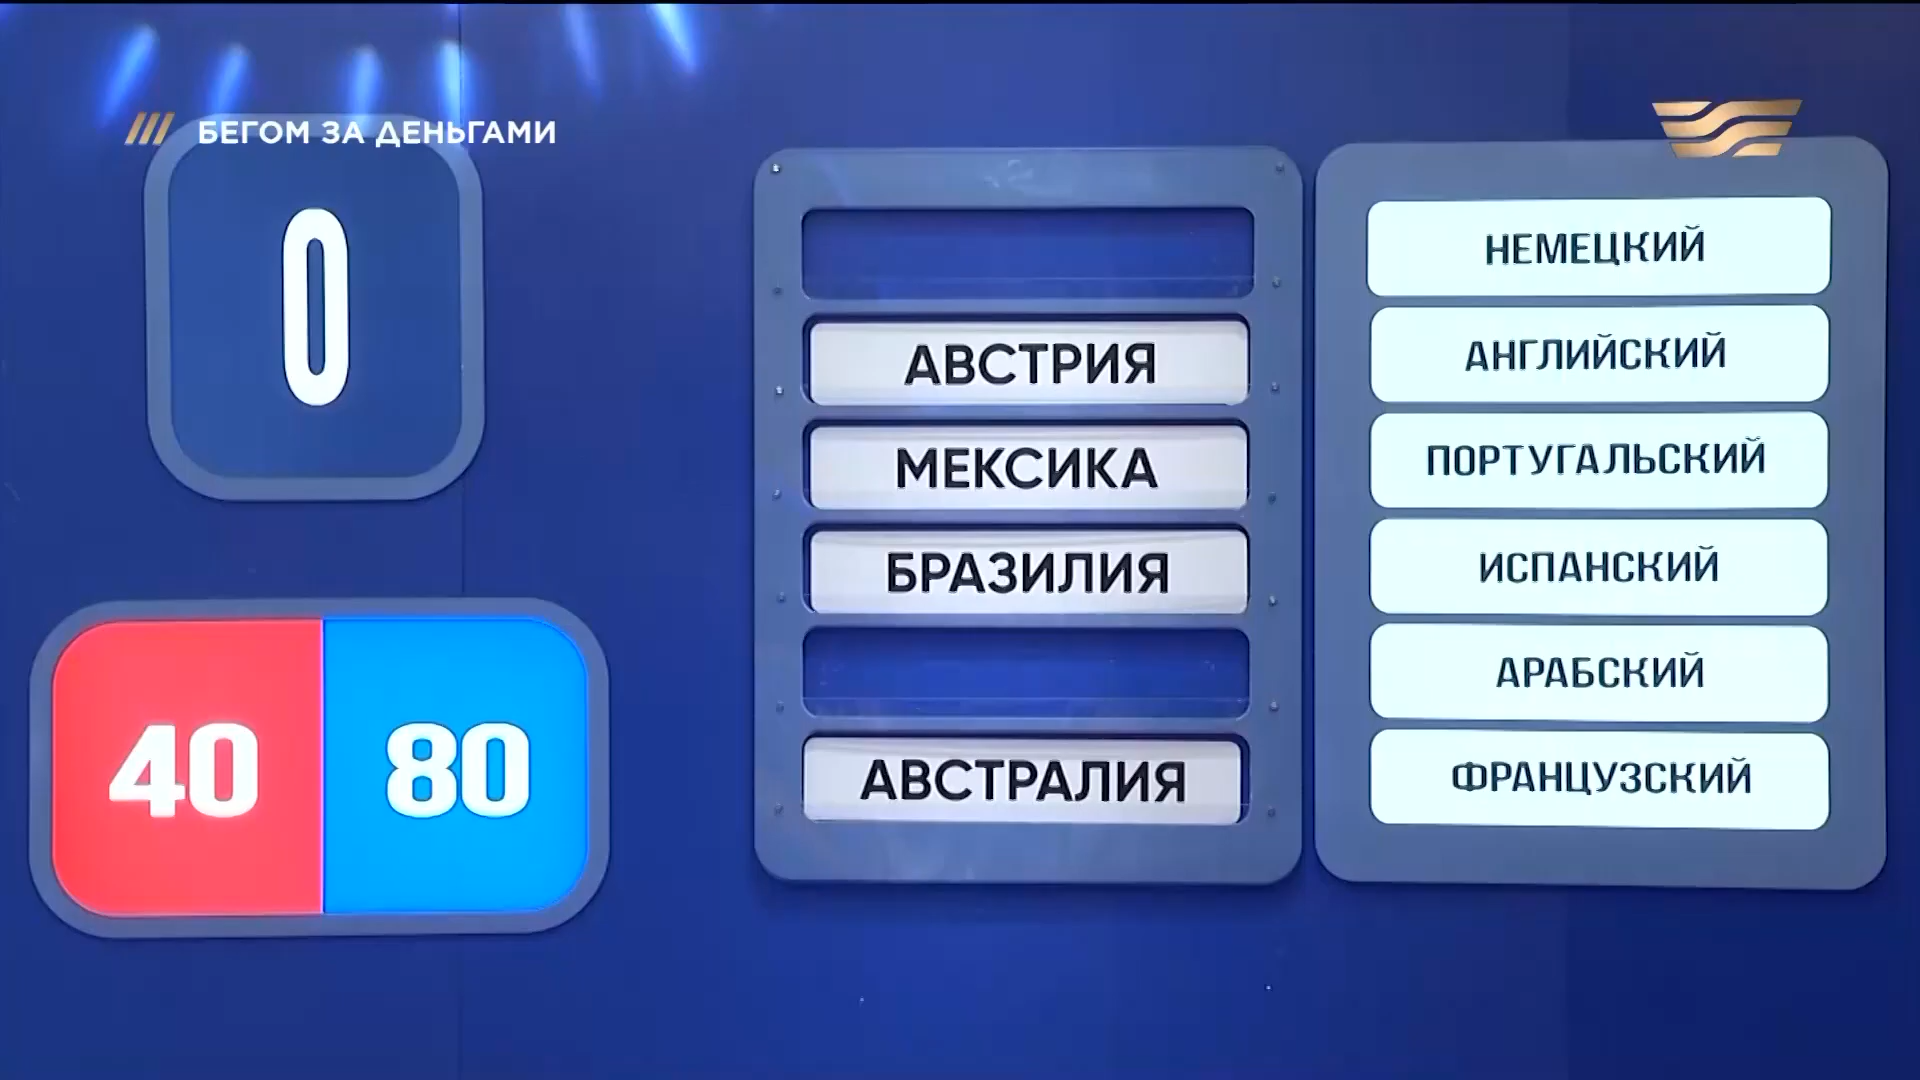 БЕГОМ ЗА ДЕНЬГАМИ
0
40 80
АВСТРИЯ
МЕКСИКА
БРАЗИЛИЯ
АВСТРАЛИЯ
НЕМЕЦКИЙ
АНГЛИЙСКИЙ
ПОРТУГАЛЬСКИЙ
ИСПАНСКИЙ
АРАБСКИЙ
ФРАНЦУЗСКИЙ